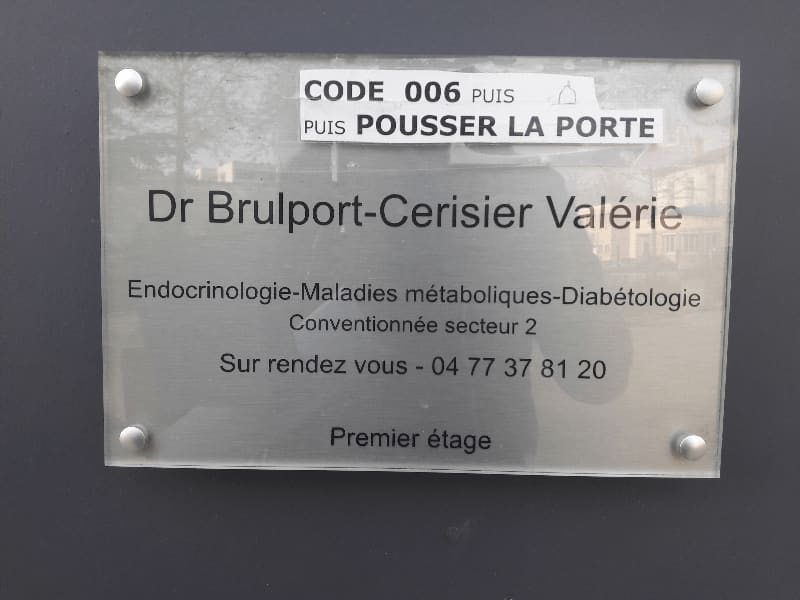 CODE 006 PUIS
PUIS POUSSER LA PORTE
Dr Brulport-Cerisier Valérie
Endocrinologie-Maladies métaboliques-Diabétologie
Conventionnée secteur 2
Sur rendez vous - 04 77 37 81 20
Premier étage